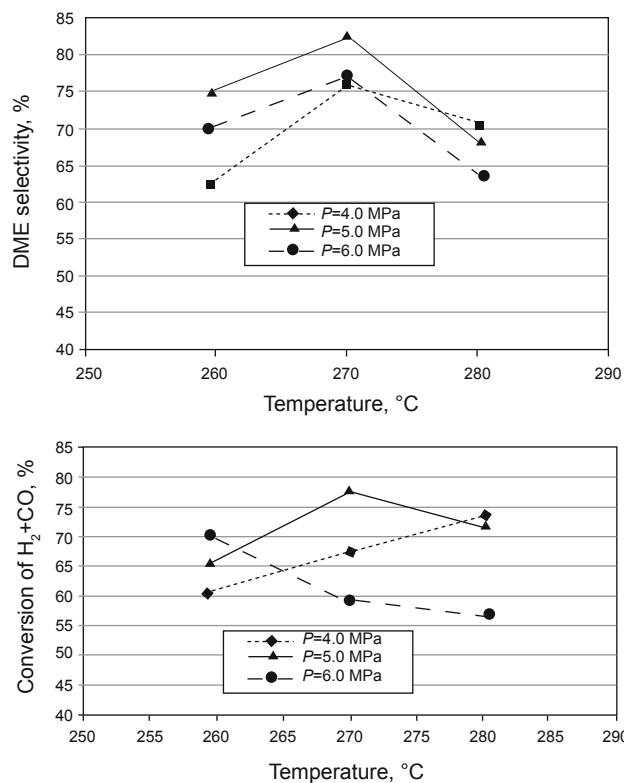 85
80
75
70
65
60
55
50
45
40
DME selectivity, %
P=4.0 MPa
P=5.0 MPa
P=6.0 MPa
250 260 270 280 290
Temperature, °C
85
80
75
70
65
60
55
50
45
40
Conversion of H₂+CO, %
P=4.0 MPa
P=5.0 MPa
P=6.0 MPa
250 255 260 265 270 275 280 285 290
Temperature, °C